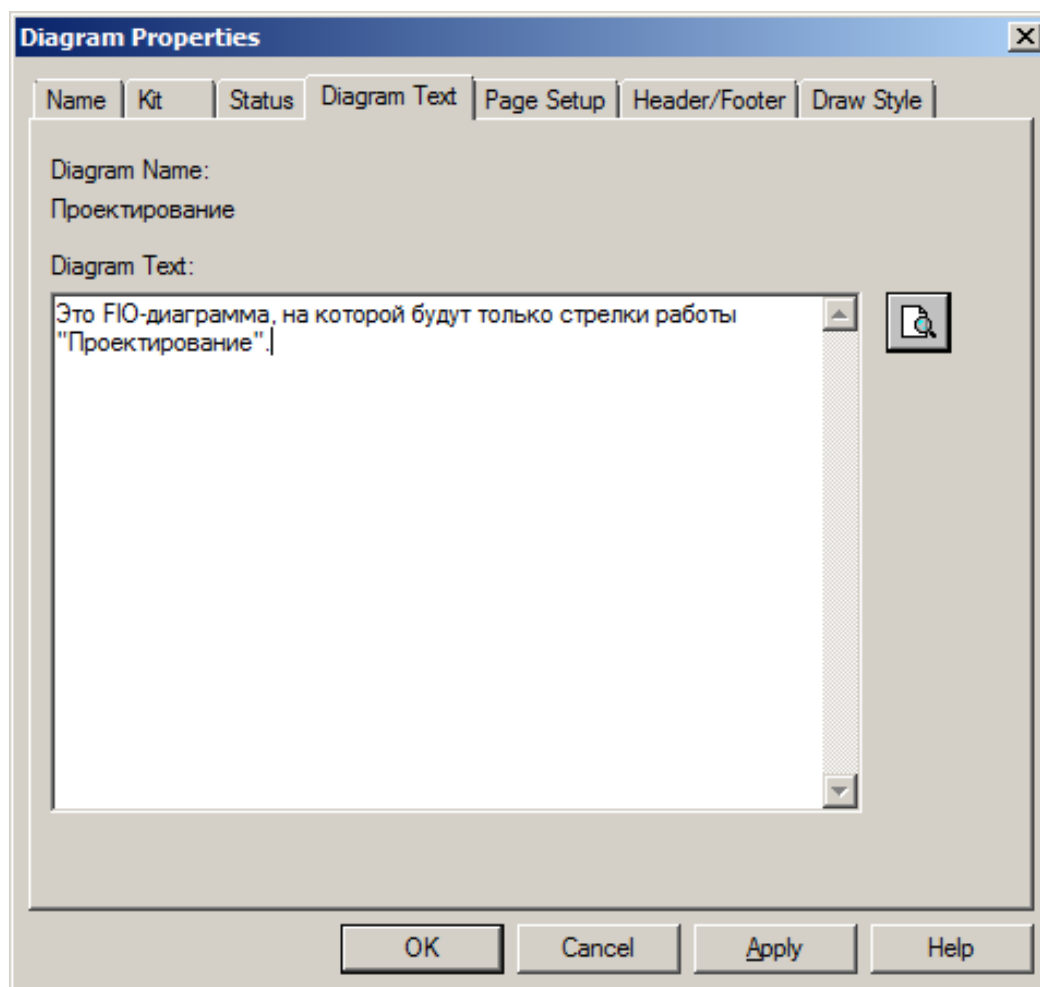 Diagram Properties
Name Kit Status Diagram Text Page Setup Header/Footer Draw Style
Diagram Name:
Проектирование
Diagram Text:
Это FIO-диаграмма, на которой будут только стрелки работы
"Проектирование".
OK Cancel Apply Help